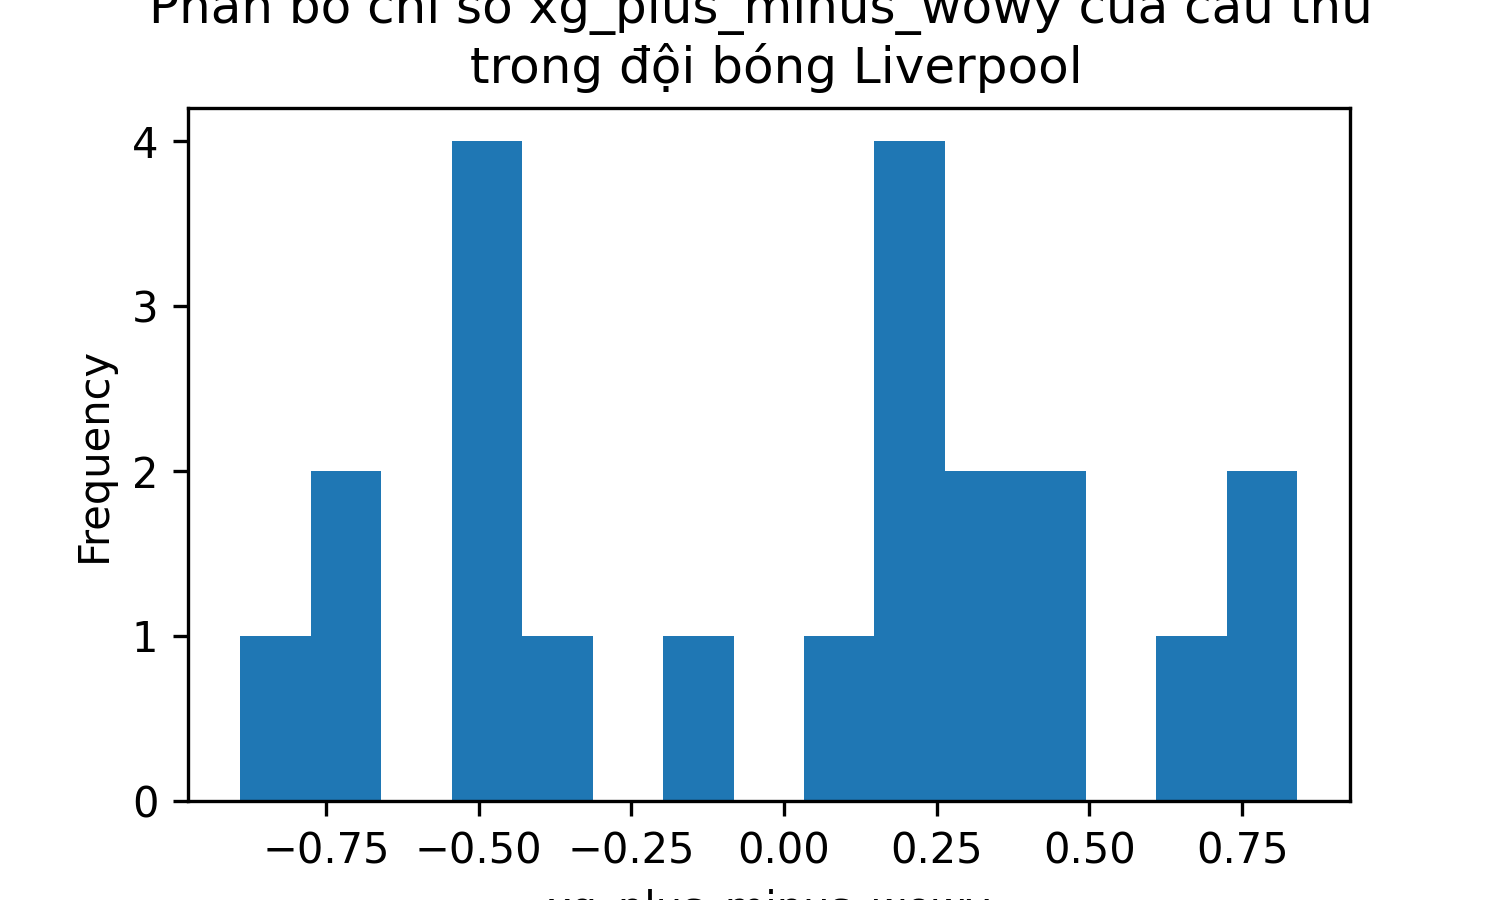 Phân bố chỉ số xg_plus_minus_wowy của cầu thủ
trong đội bóng Liverpool
Frequency
4
3
2
1
0
−0.75 −0.50 −0.25 0.00 0.25 0.50 0.75
xg_plus_minus_wowy